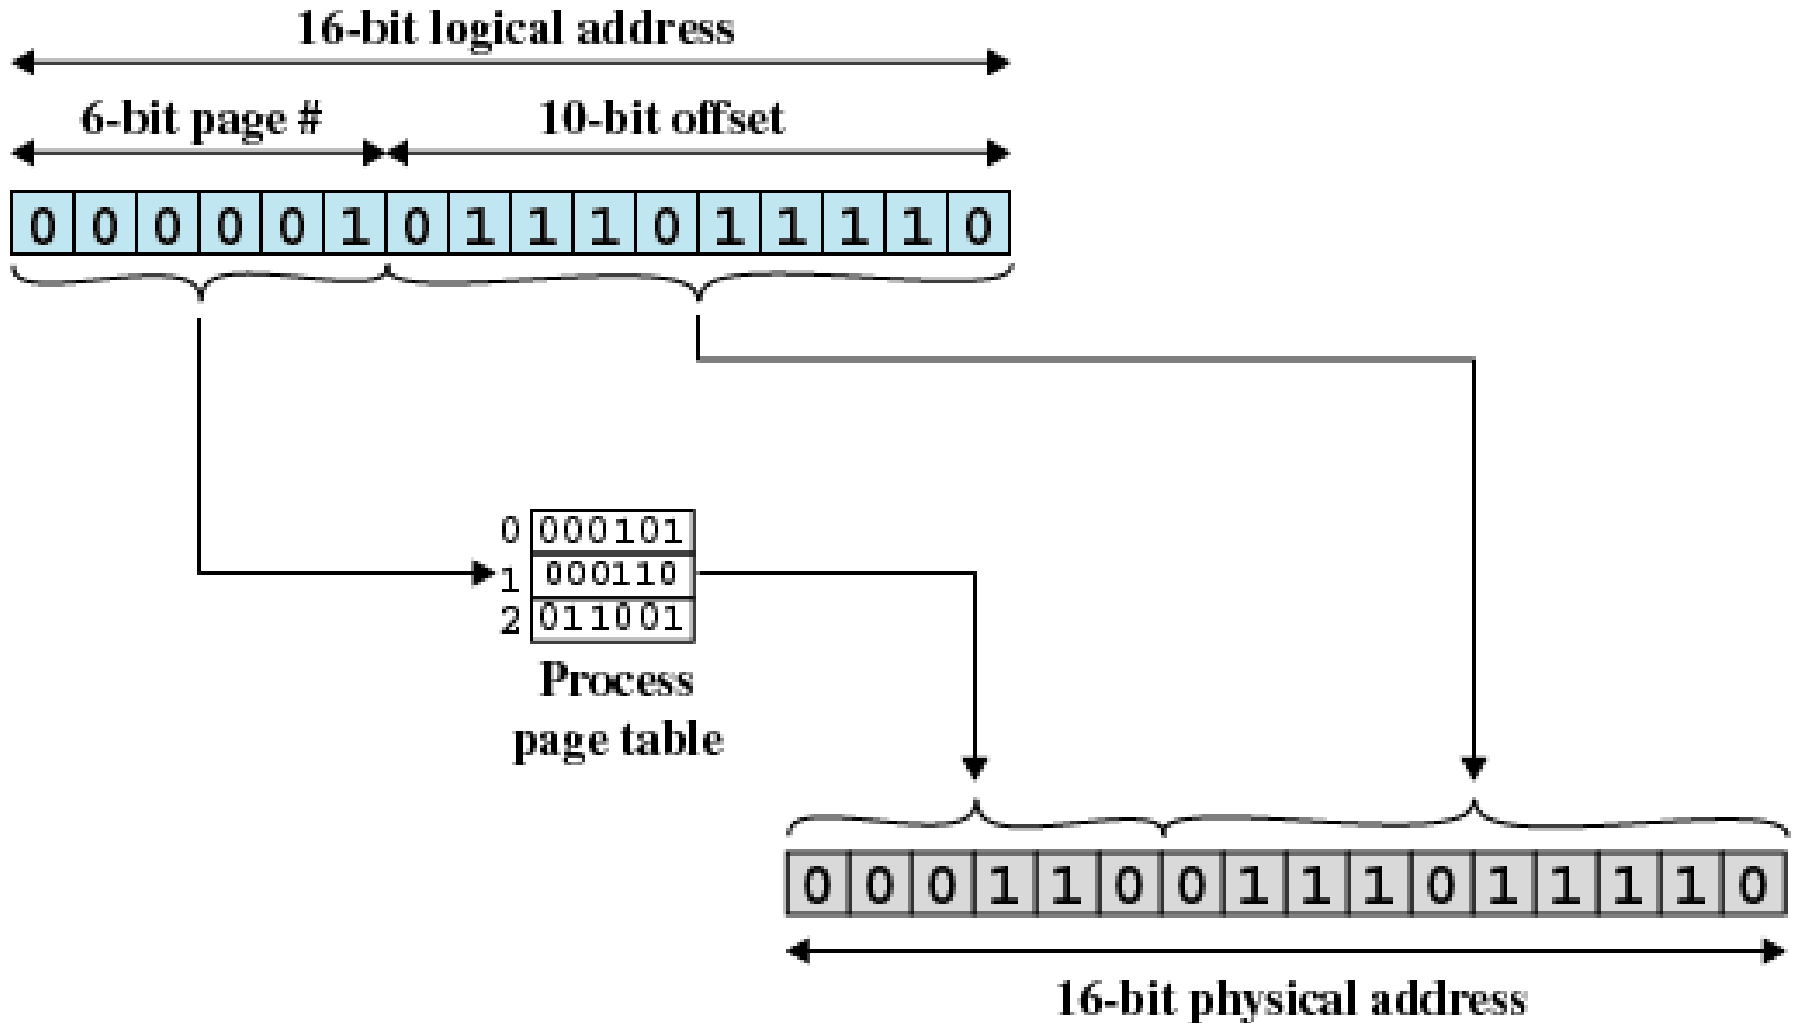 16-bit logical address
6-bit page # 10-bit offset
0 0 0 0 0 1 0 1 1 1 0 1 1 1 1 0
0 000101
1 000110
2 011001
Process
page table
0 0 0 1 1 0 0 1 1 1 0 1 1 1 1 0
16-bit physical address